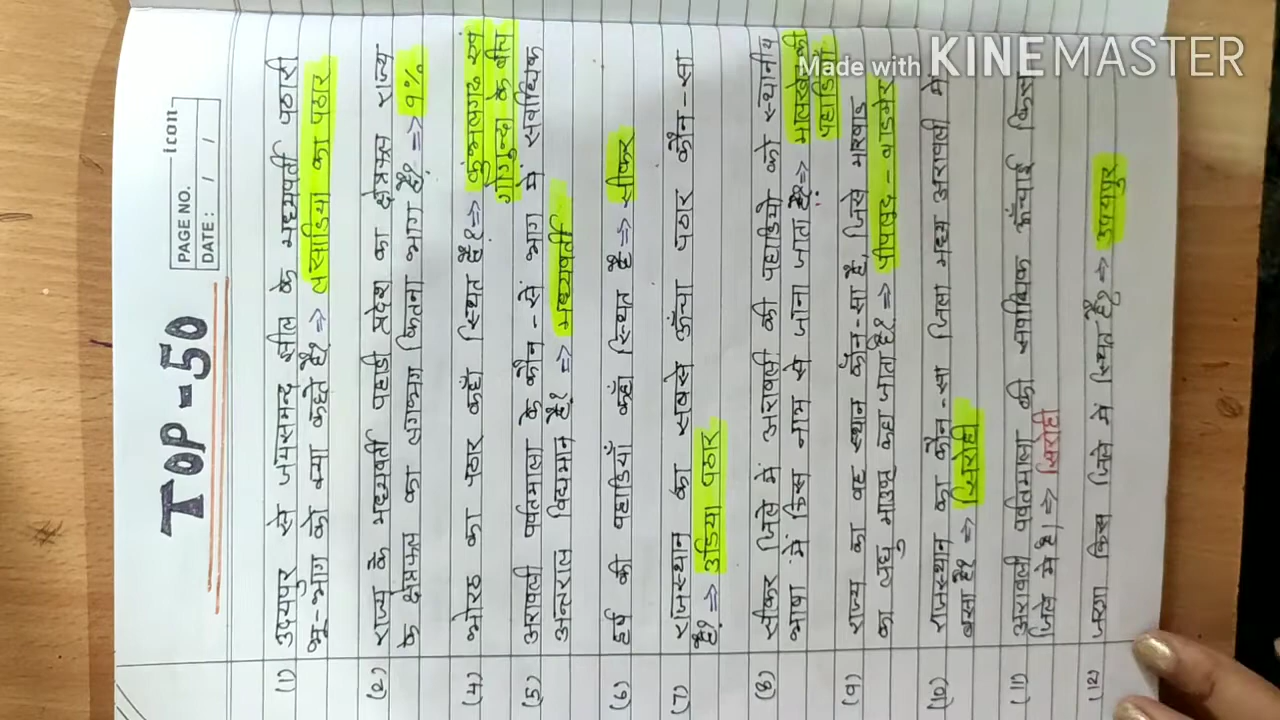 Made with KINEMASTER
icon
PAGE NO.
DATE: / /
TOP - 50
(1) उदयपुर से जयसमन्द झील के मध्यवर्ती पठारी
भू-भाग को क्या कहते है? => लसाडिया का पठार
(2) राज्य के मध्यवर्ती पहाडी प्रदेश का क्षेत्रफल राज्य
के क्षेत्रफल का लगभग कितना भाग है? => 9%
(4) भोरठ का पठार कहाँ स्थित है? => कुंभलगढ एवं
गोगुन्दा के बीच
(5) अरावली पर्वतमाला के कौन-से भाग में सर्वाधिक
अन्तराल विद्यमान है? => मध्यवर्ती
(6) हर्ष की पहाडियाँ कहाँ स्थित है => सीकर
(7) राजस्थान का सबसे ऊँचा पठार कौन-सा
है? => उडिया पठार
(8) सीकर जिले में अरावली की पहाडियो को स्थानीय
भाषा में किस नाम से जाना जाता है? => मालखेत की
पहाडियाँ
(9) राज्य का वह स्थान कौन-सा है, जिसे मारवाड
का लघु माउण्ट कहा जाता है? => पीपलूद - बाडमेर
(10) राजस्थान का कौन-सा जिला मध्य अरावली में
बसा है? => सिरोही
(11) अरावली पर्वतमाला की सर्वाधिक ऊँचाई किस
जिले में है। => सिरोही
(12) जरगा किस जिले में स्थित है? => उदयपुर